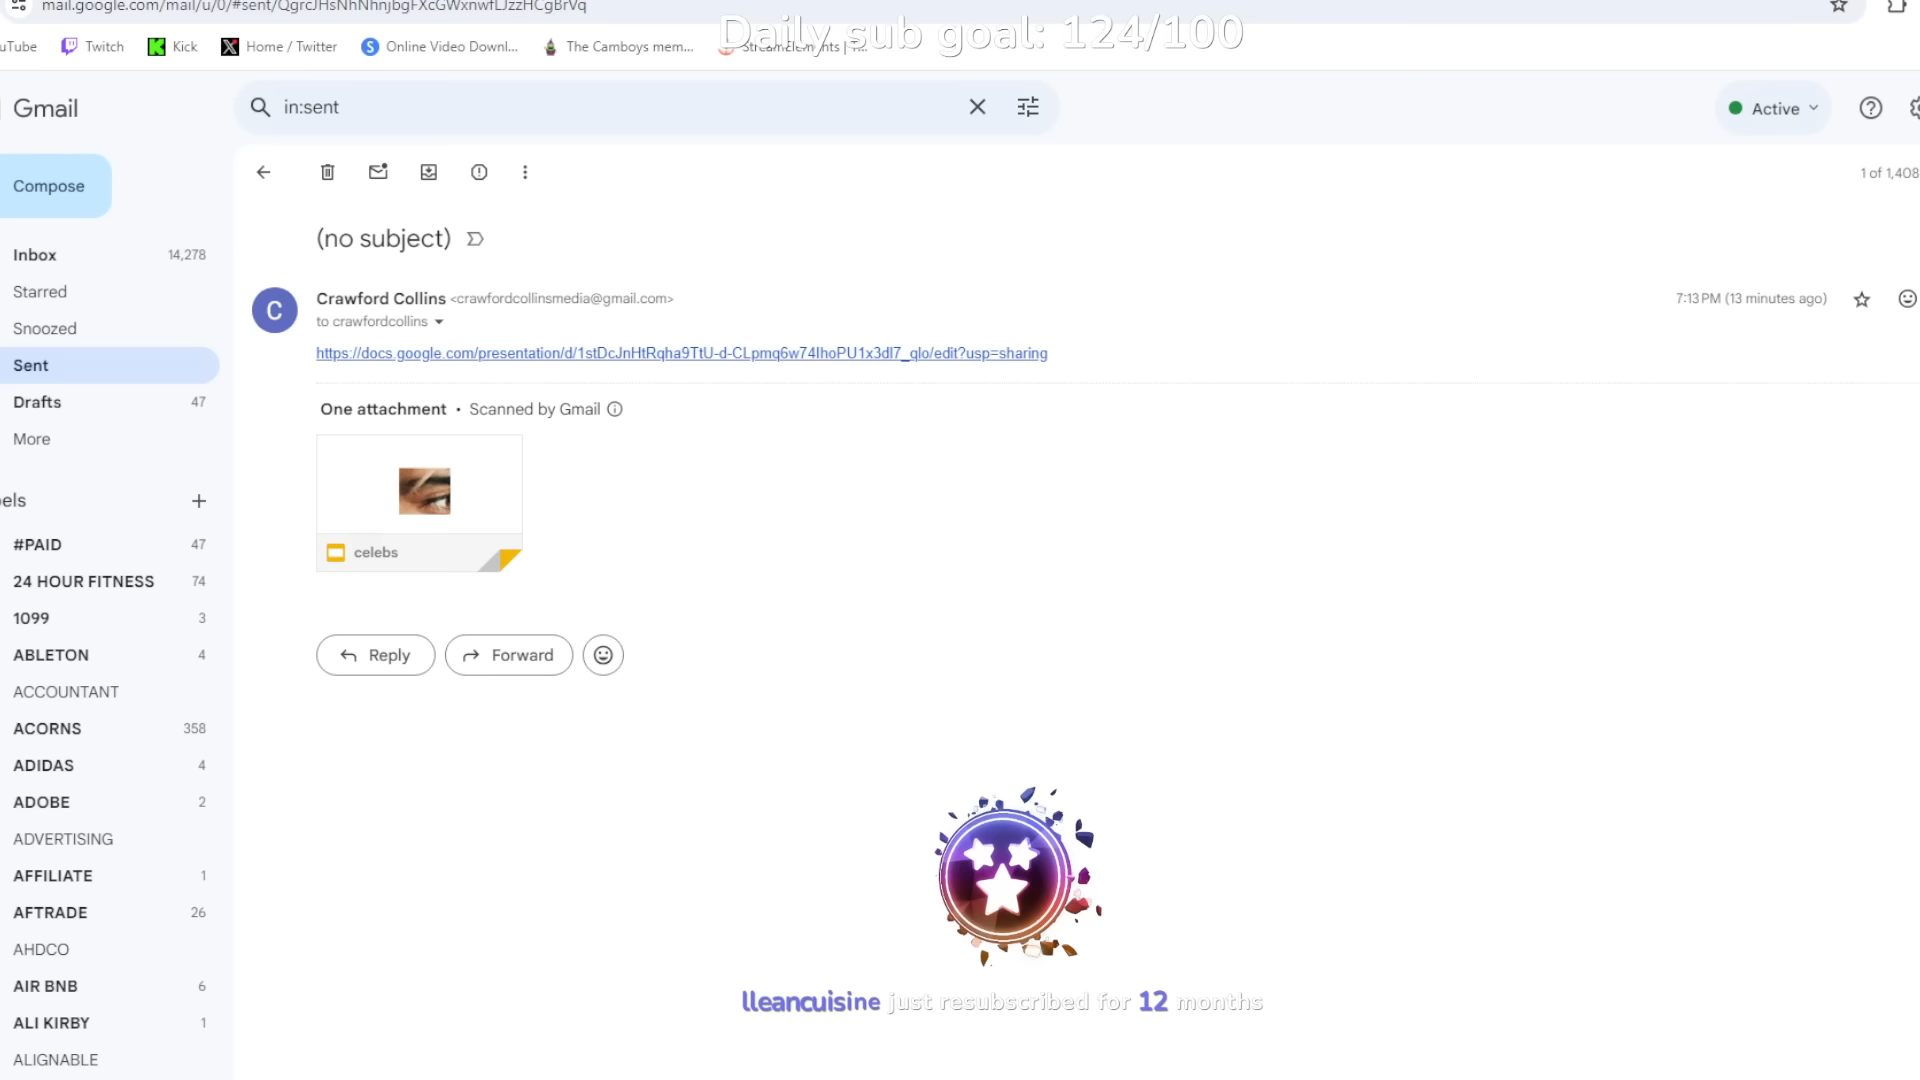 mail.google.com/mail/u/0/#sent/QgrcJHsNhNhnjbgFXcGWxnwfLJzzHCgBrVq
uTube
Twitch
Kick
Home / Twitter
Online Video Downl...
The Camboys mem...
StreamElements | T...
Daily sub goal: 124/100
Gmail
in:sent
Active
Compose
1 of 1,408
(no subject)
Inbox 14,278
Starred
Snoozed
Sent
Drafts 47
More
Crawford Collins <crawfordcollinsmedia@gmail.com>
7:13 PM (13 minutes ago)
to crawfordcollins
https://docs.google.com/presentation/d/1stDcJnHtRqha9TtU-d-CLpmq6w74lhoPU1x3dl7_qlo/edit?usp=sharing
One attachment • Scanned by Gmail
celebs
Reply
Forward
els
#PAID 47
24 HOUR FITNESS 74
1099 3
ABLETON 4
ACCOUNTANT
ACORNS 358
ADIDAS 4
ADOBE 2
ADVERTISING
AFFILIATE 1
AFTRADE 26
AHDCO
AIR BNB 6
ALI KIRBY 1
ALIGNABLE
lleancuisine just resubscribed for 12 months